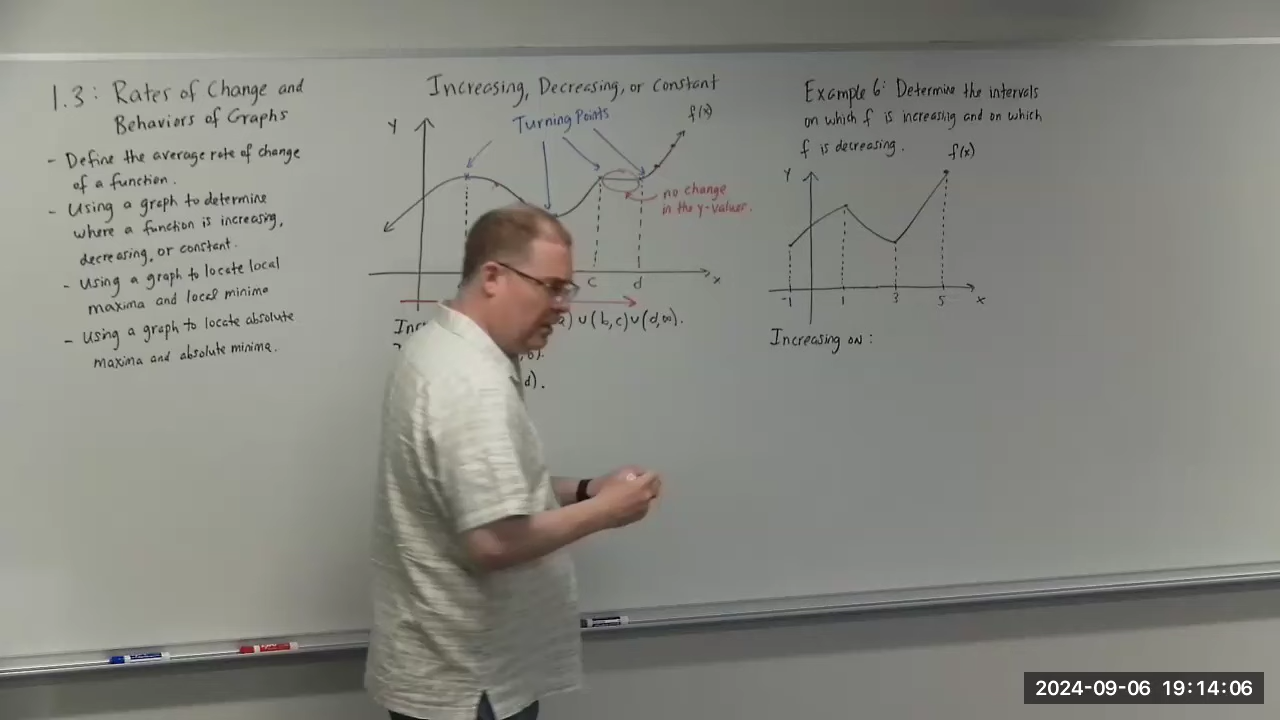 1.3: Rates of Change and
Behaviors of Graphs
- Define the average rate of change
of a function.
- Using a graph to determine
where a function is increasing,
decreasing, or constant.
- Using a graph to locate local
maxima and local minima
- Using a graph to locate absolute
maxima and absolute minima.
Increasing, Decreasing, or Constant
Turning Points
f(x)
y
no change
in the y-values.
c d x
a) ∪ (b,c) ∪ (d,∞).
d).
Example 6: Determine the intervals
on which f is increasing and on which
f is decreasing.
f(x)
y
-1 1 3 5 x
Increasing on:
2024-09-06 19:14:06